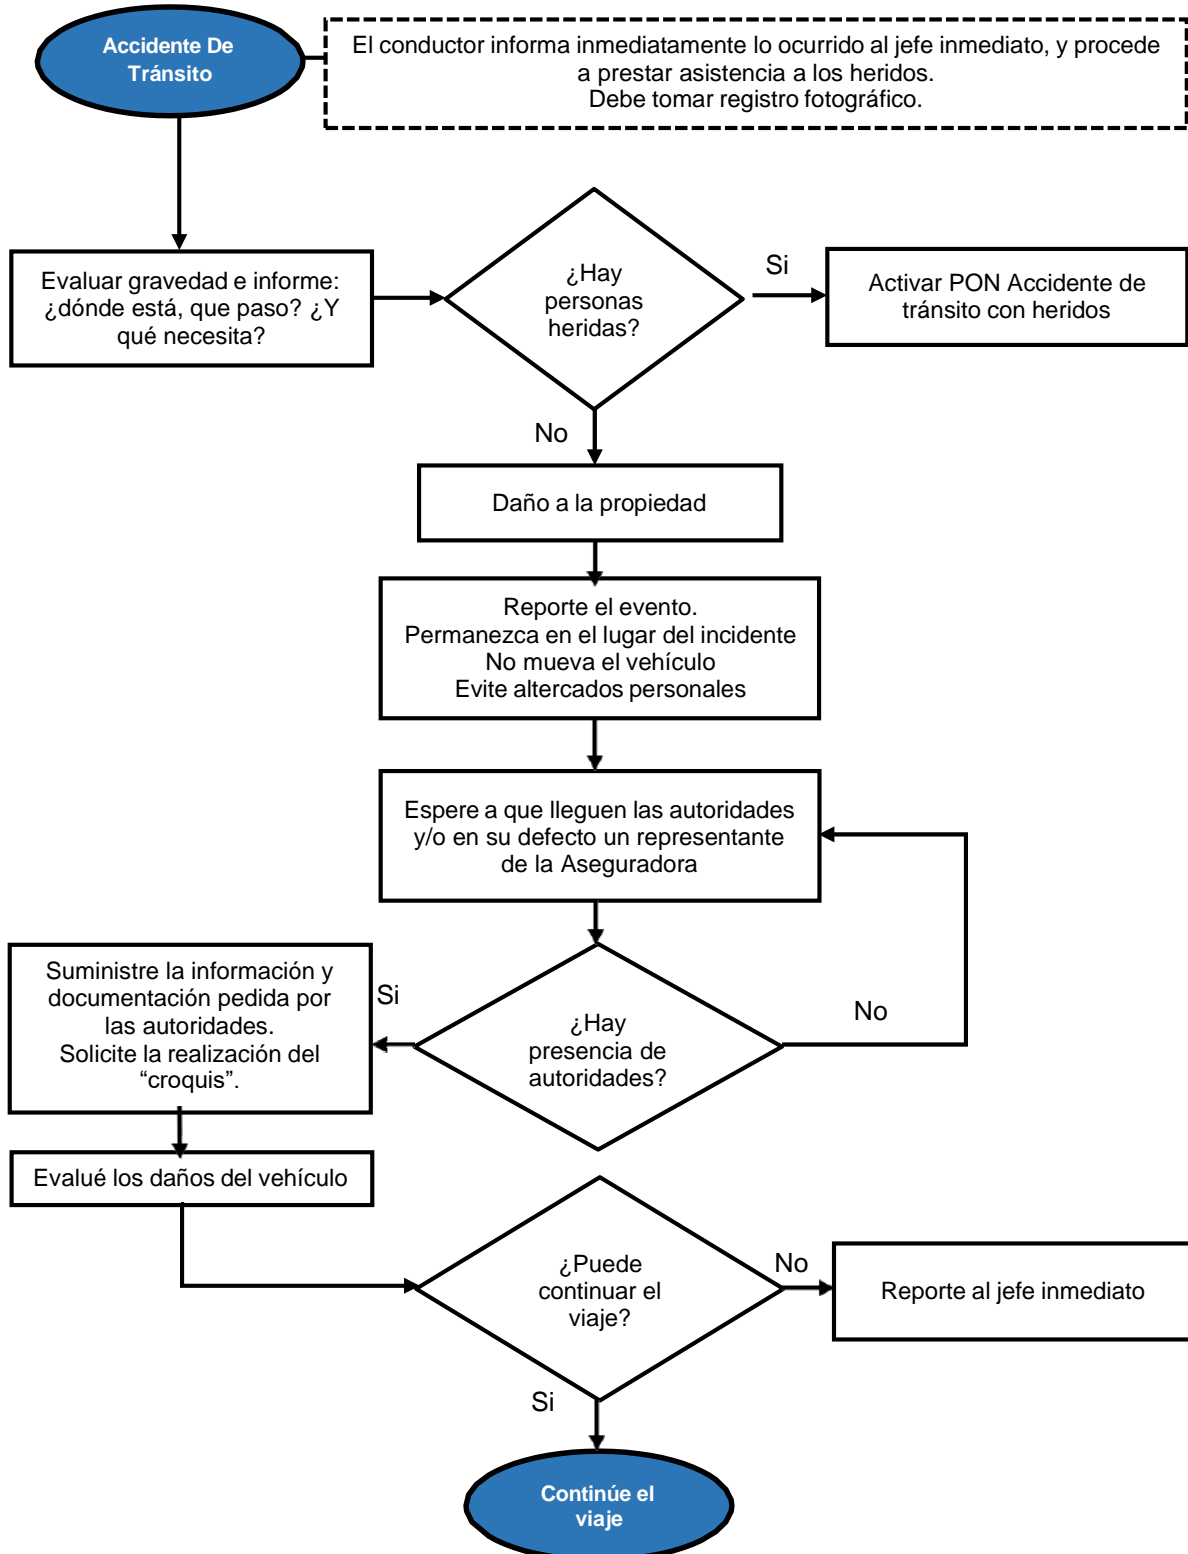 Accidente De
Tránsito
El conductor informa inmediatamente lo ocurrido al jefe inmediato, y procede
a prestar asistencia a los heridos.
Debe tomar registro fotográfico.
Evaluar gravedad e informe:
¿dónde está, que paso? ¿Y
qué necesita?
¿Hay
personas
heridas?
Si
Activar PON Accidente de
tránsito con heridos
No
Daño a la propiedad
Reporte el evento.
Permanezca en el lugar del incidente
No mueva el vehículo
Evite altercados personales
Espere a que lleguen las autoridades
y/o en su defecto un representante
de la Aseguradora
¿Hay
presencia de
autoridades?
No
Si
Suministre la información y
documentación pedida por
las autoridades.
Solicite la realización del
“croquis”.
Evalué los daños del vehículo
¿Puede
continuar el
viaje?
No
Reporte al jefe inmediato
Si
Continúe el
viaje